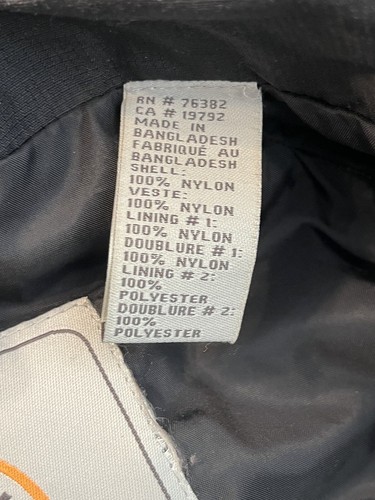 RN # 76382
CA # 19792
MADE IN
BANGLADESH
FABRIQUÉ AU
BANGLADESH
SHELL:
100% NYLON
VESTE:
100% NYLON
LINING # 1:
100% NYLON
DOUBLURE # 1:
100% NYLON
LINING # 2:
100%
POLYESTER
DOUBLURE # 2:
100%
POLYESTER